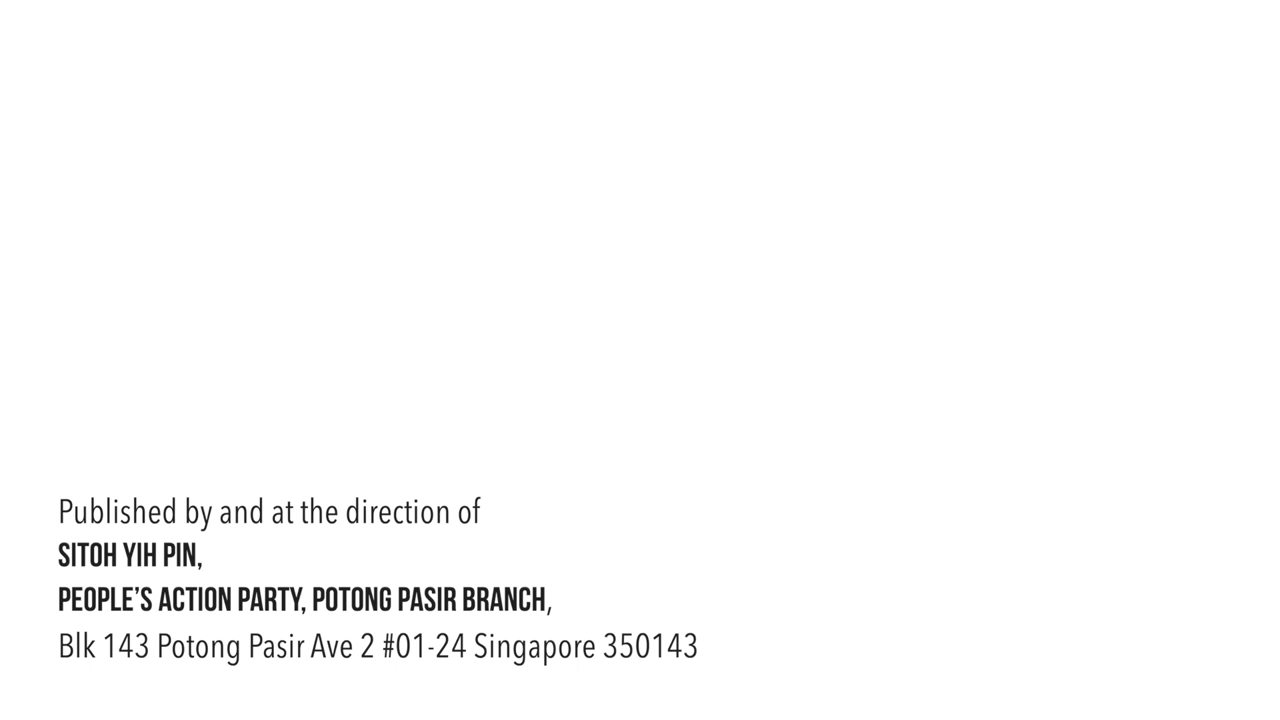 Published by and at the direction of
SITOH YIH PIN,
PEOPLE’S ACTION PARTY, POTONG PASIR BRANCH,
Blk 143 Potong Pasir Ave 2 #01-24 Singapore 350143